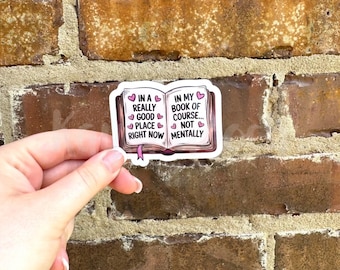 IN A
REALLY
GOOD
PLACE
RIGHT NOW
IN MY
BOOK OF
COURSE...
NOT
MENTALLY